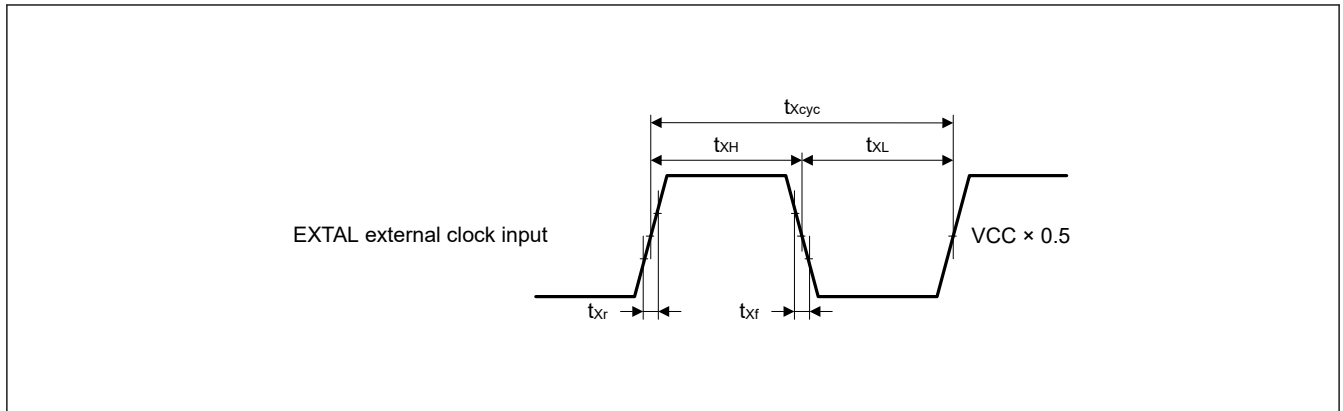 tXcyc
tXH
tXL
EXTAL external clock input
VCC × 0.5
tXr
tXf